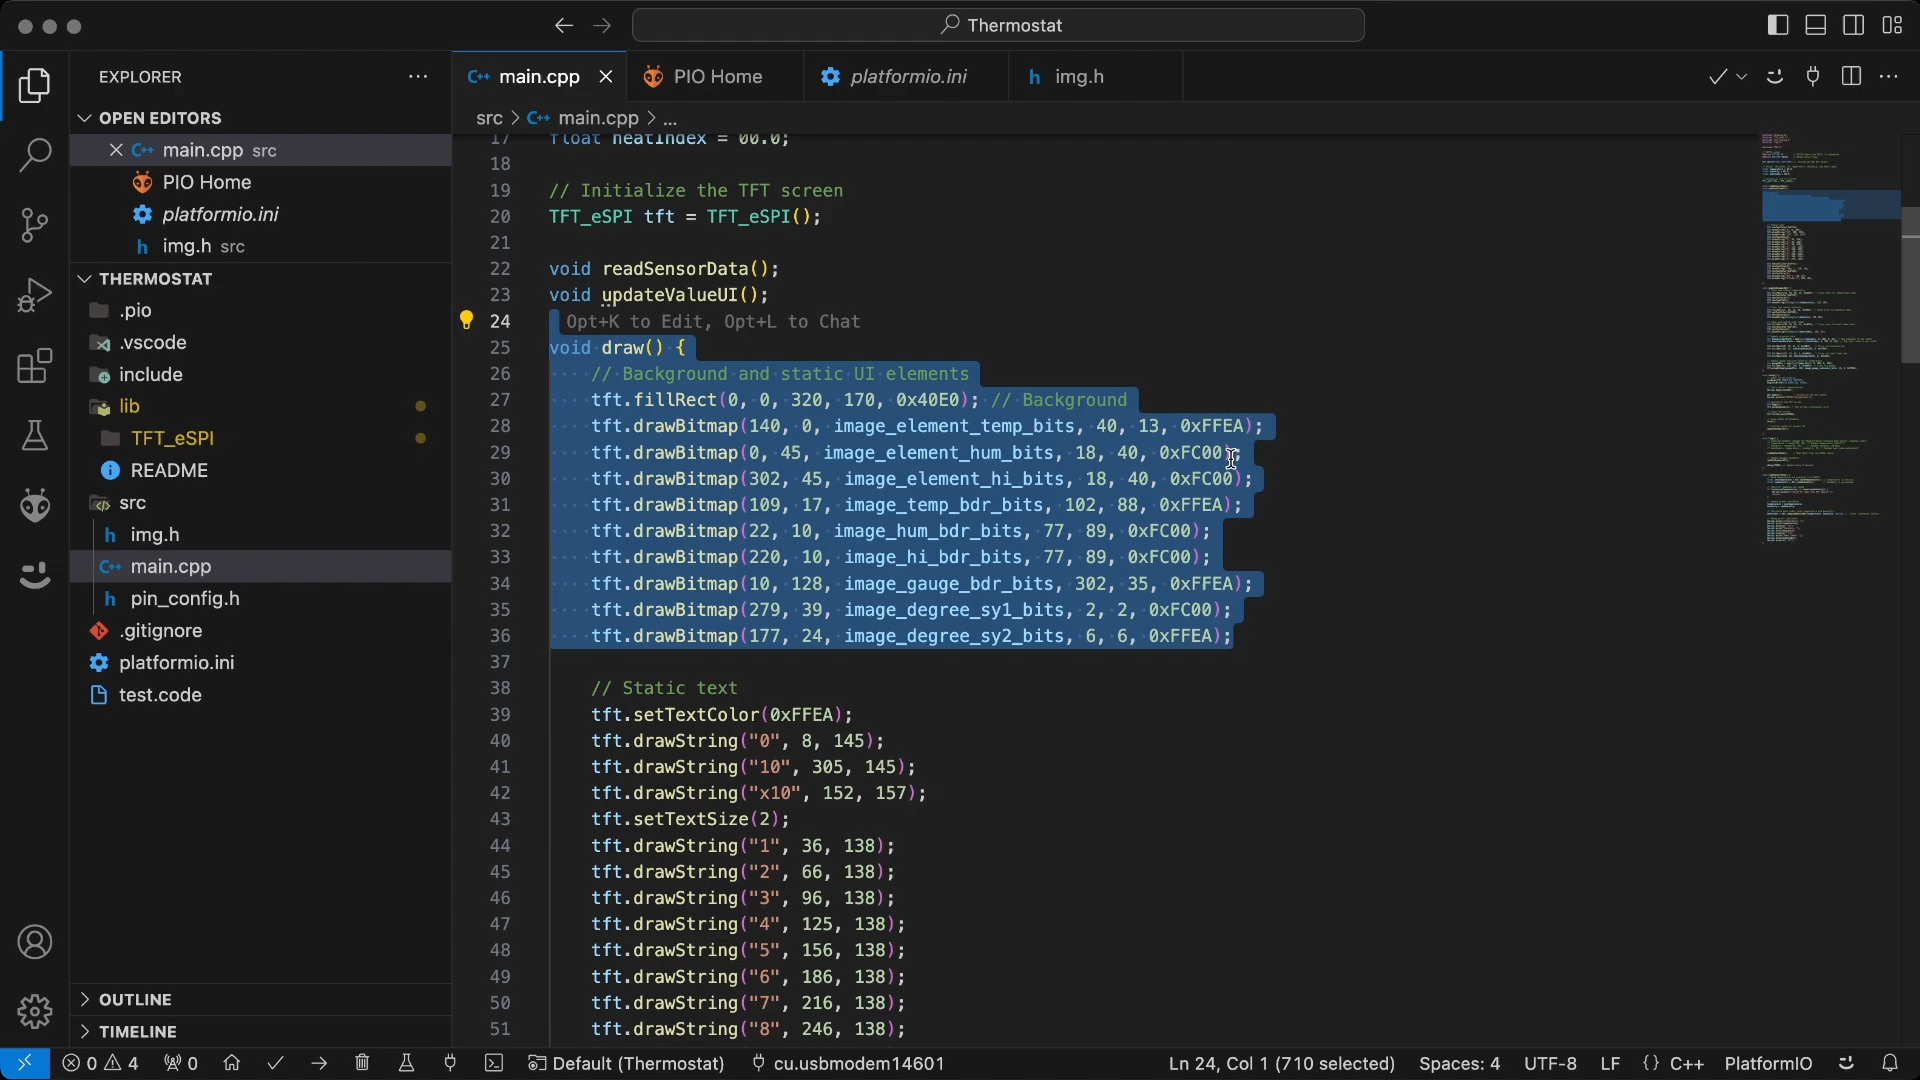 Thermostat
EXPLORER
OPEN EDITORS
main.cpp src
PIO Home
platformio.ini
img.h src
THERMOSTAT
.pio
.vscode
include
lib
TFT_eSPI
README
src
img.h
main.cpp
pin_config.h
.gitignore
platformio.ini
test.code
OUTLINE
TIMELINE
main.cpp
PIO Home
platformio.ini
img.h
src > main.cpp > ...
17 float heatIndex = 00.0;
18
19 // Initialize the TFT screen
20 TFT_eSPI tft = TFT_eSPI();
21
22 void readSensorData();
23 void updateValueUI();
24 Opt+K to Edit, Opt+L to Chat
25 void draw() {
26 // Background and static UI elements
27 tft.fillRect(0, 0, 320, 170, 0x40E0); // Background
28 tft.drawBitmap(140, 0, image_element_temp_bits, 40, 13, 0xFFEA);
29 tft.drawBitmap(0, 45, image_element_hum_bits, 18, 40, 0xFC00);
30 tft.drawBitmap(302, 45, image_element_hi_bits, 18, 40, 0xFC00);
31 tft.drawBitmap(109, 17, image_temp_bdr_bits, 102, 88, 0xFFEA);
32 tft.drawBitmap(22, 10, image_hum_bdr_bits, 77, 89, 0xFC00);
33 tft.drawBitmap(220, 10, image_hi_bdr_bits, 77, 89, 0xFC00);
34 tft.drawBitmap(10, 128, image_gauge_bdr_bits, 302, 35, 0xFFEA);
35 tft.drawBitmap(279, 39, image_degree_sy1_bits, 2, 2, 0xFC00);
36 tft.drawBitmap(177, 24, image_degree_sy2_bits, 6, 6, 0xFFEA);
37
38 // Static text
39 tft.setTextColor(0xFFEA);
40 tft.drawString("0", 8, 145);
41 tft.drawString("10", 305, 145);
42 tft.drawString("x10", 152, 157);
43 tft.setTextSize(2);
44 tft.drawString("1", 36, 138);
45 tft.drawString("2", 66, 138);
46 tft.drawString("3", 96, 138);
47 tft.drawString("4", 125, 138);
48 tft.drawString("5", 156, 138);
49 tft.drawString("6", 186, 138);
50 tft.drawString("7", 216, 138);
51 tft.drawString("8", 246, 138);
0 4 0 Default (Thermostat) cu.usbmodem14601 Ln 24, Col 1 (710 selected) Spaces: 4 UTF-8 LF {} C++ PlatformIO